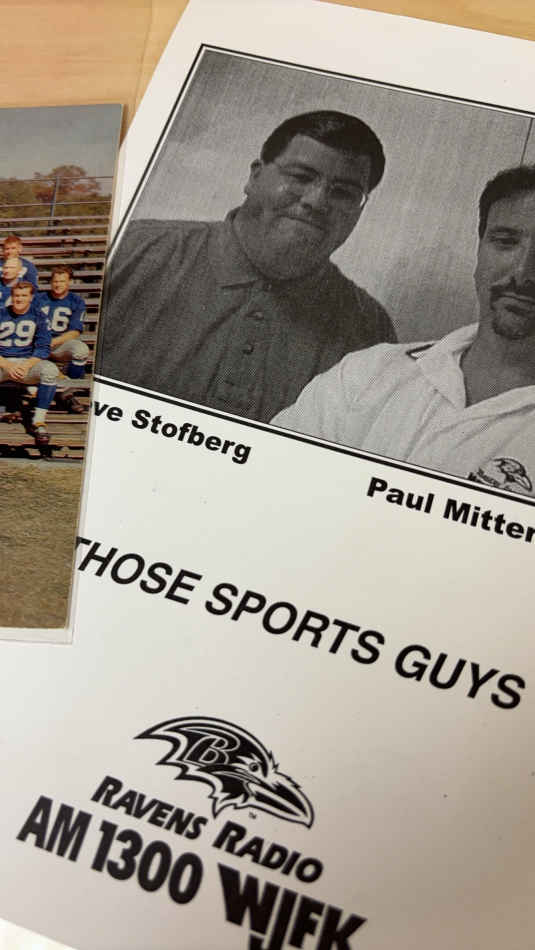 ve Stofberg
Paul Mitter
THOSE SPORTS GUYS
B
RAVENS RADIO
AM 1300 WJFK
29
16